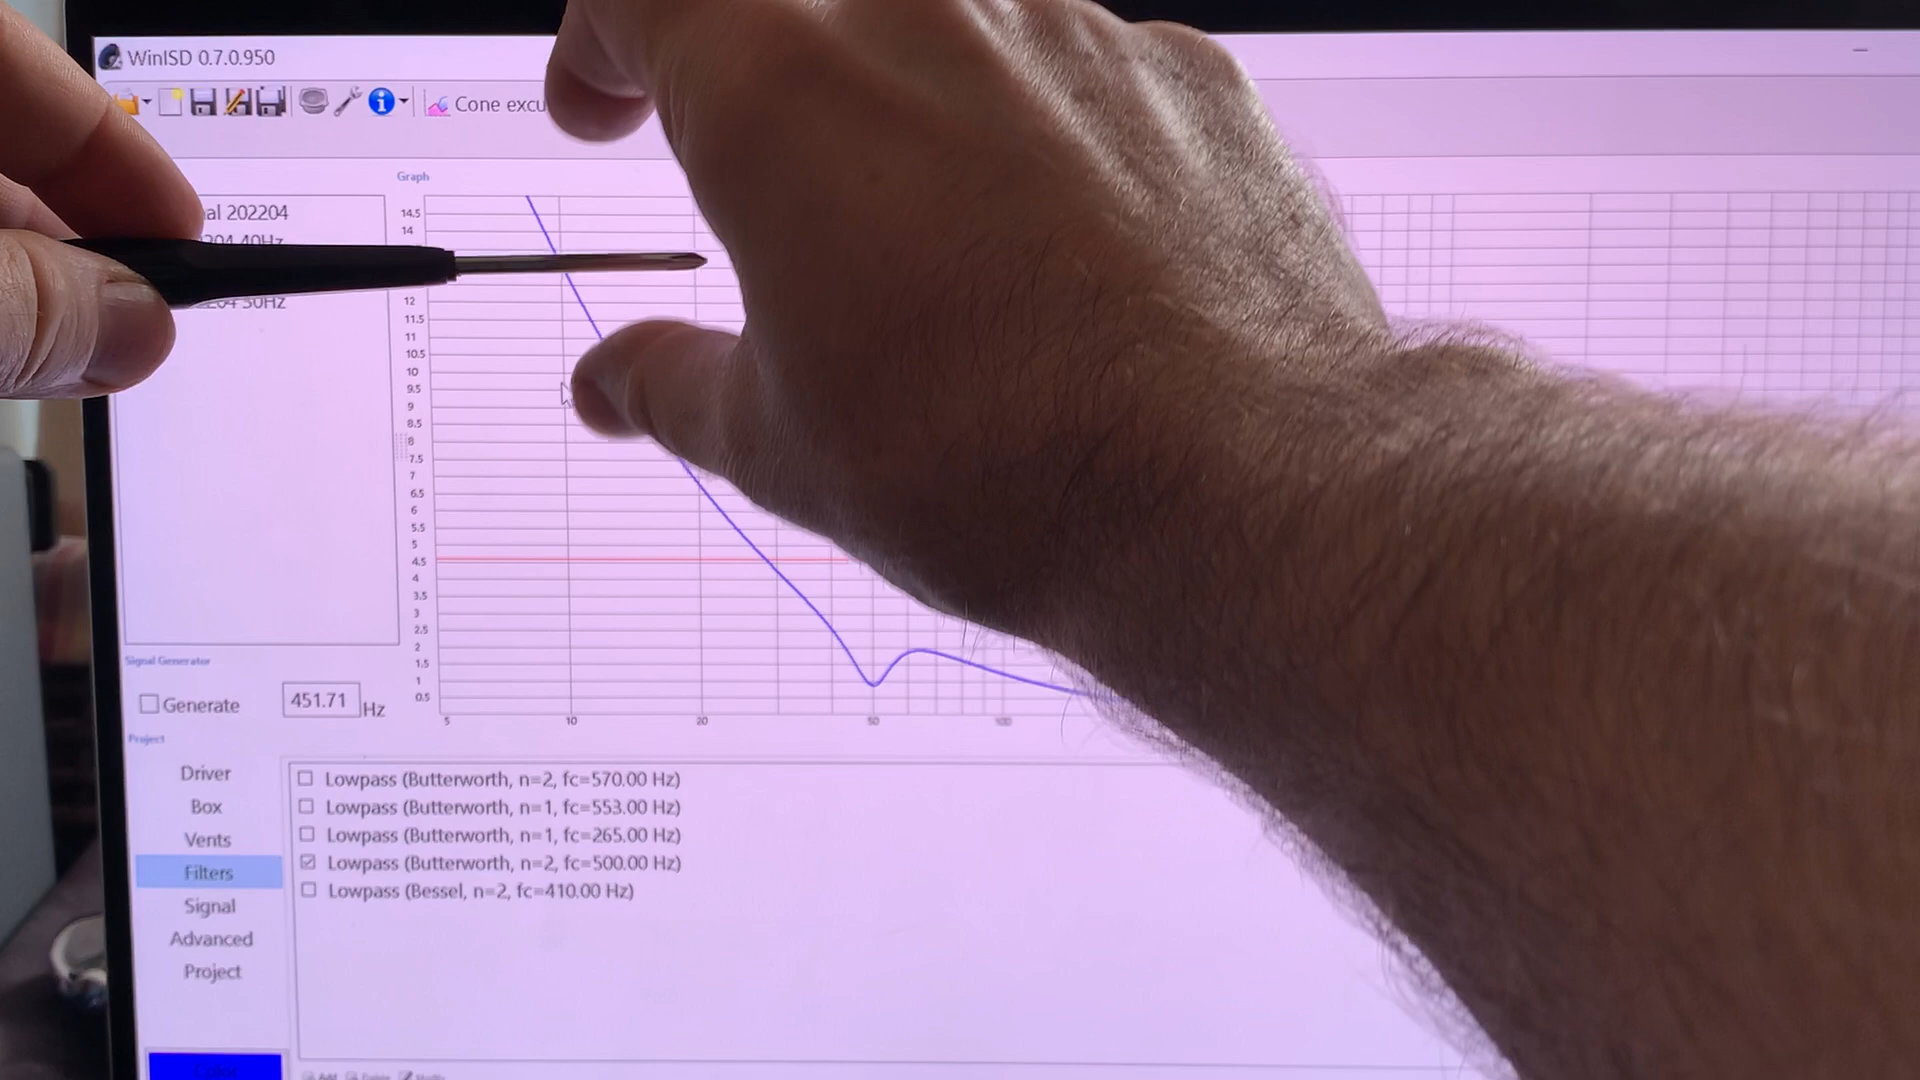 WinISD 0.7.0.950
Cone excu
Graph
al 202204
204 40Hz
2204 50Hz
14.5
14
12
11.5
11
10.5
10
9.5
9
8.5
8
7.5
7
6.5
6
5.5
5
4.5
4
3.5
3
2.5
2
1.5
1
0.5
5 10 20 50 100
Signal Generator
Generate 451.71 Hz
Project
Driver
Box
Vents
Filters
Signal
Advanced
Project
Lowpass (Butterworth, n=2, fc=570.00 Hz)
Lowpass (Butterworth, n=1, fc=553.00 Hz)
Lowpass (Butterworth, n=1, fc=265.00 Hz)
Lowpass (Butterworth, n=2, fc=500.00 Hz)
Lowpass (Bessel, n=2, fc=410.00 Hz)
Color